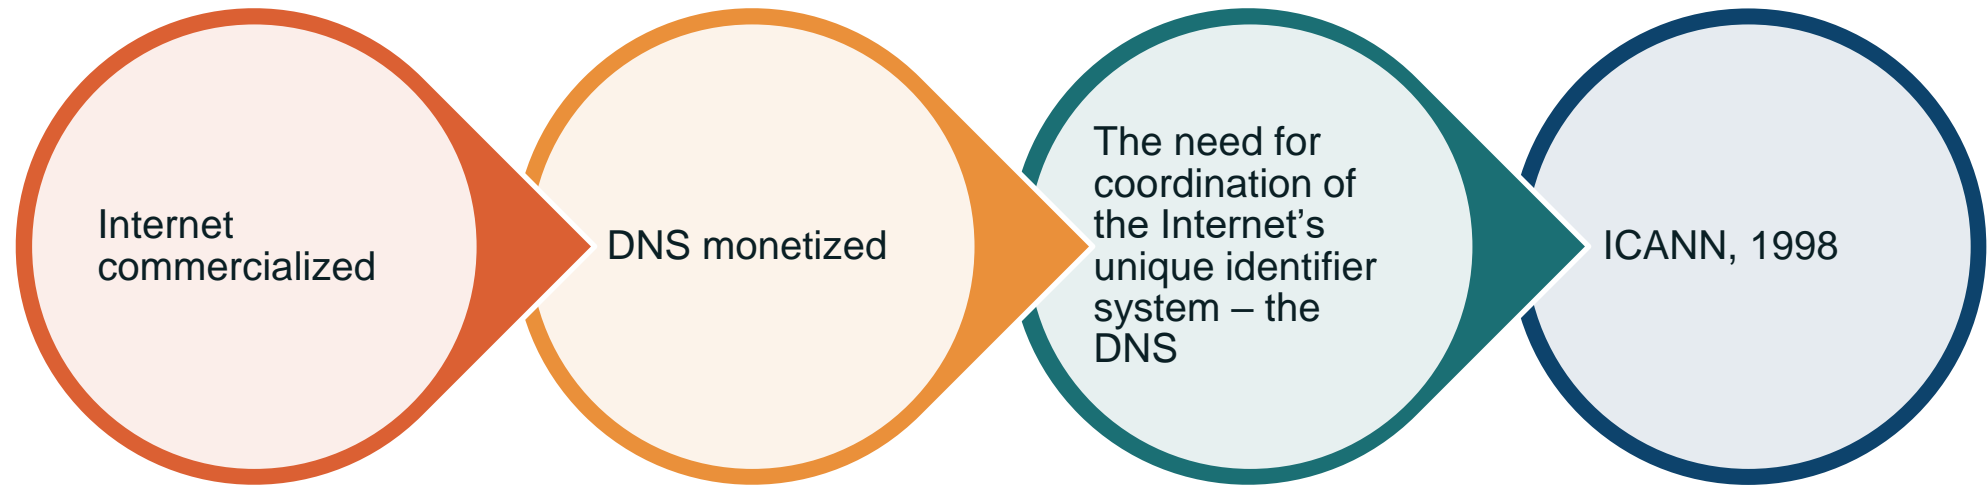 Internet
commercialized
DNS monetized
The need for
coordination of
the Internet’s
unique identifier
system – the
DNS
ICANN, 1998